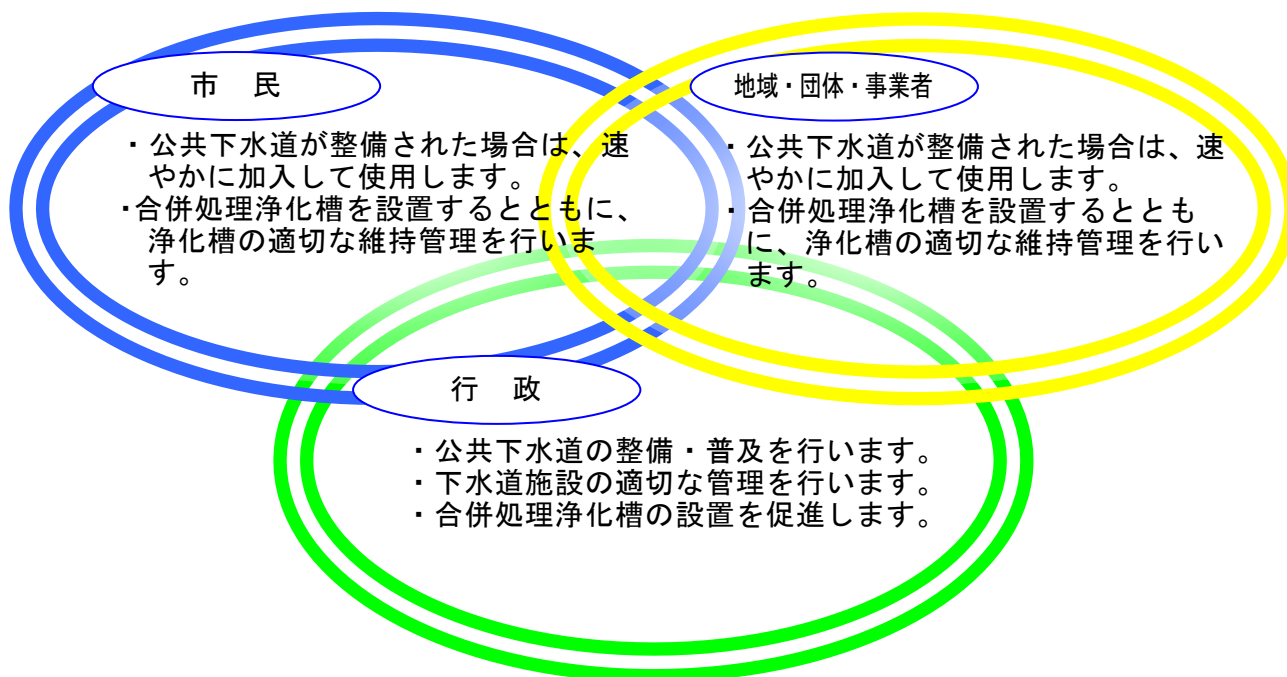 市　民
・公共下水道が整備された場合は、速
やかに加入して使用します。
・合併処理浄化槽を設置するとともに、
浄化槽の適切な維持管理を行いま
す。
地域・団体・事業者
・公共下水道が整備された場合は、速
やかに加入して使用します。
・合併処理浄化槽を設置するととも
に、浄化槽の適切な維持管理を行い
ます。
行　政
・公共下水道の整備・普及を行います。
・下水道施設の適切な管理を行います。
・合併処理浄化槽の設置を促進します。